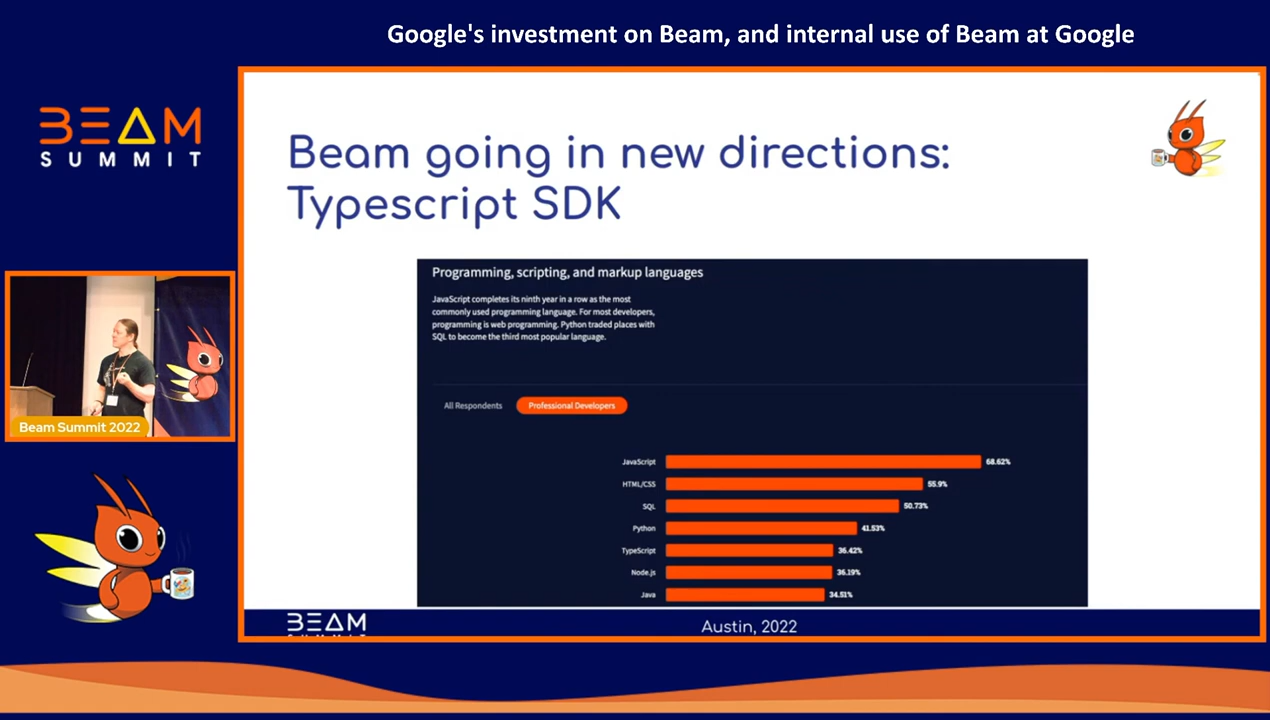 Google's investment on Beam, and internal use of Beam at Google
BEAM
SUMMIT
Beam going in new directions:
Typescript SDK
Programming, scripting, and markup languages
JavaScript completes its ninth year in a row as the most
commonly used programming language. For most developers,
programming is web programming. Python traded places with
SQL to become the third most popular language.
All Respondents
Professional Developers
JavaScript 68.62%
HTML/CSS 55.9%
SQL 50.73%
Python 41.53%
TypeScript 36.42%
Node.js 36.19%
Java 34.51%
Beam Summit 2022
BEAM
Austin, 2022